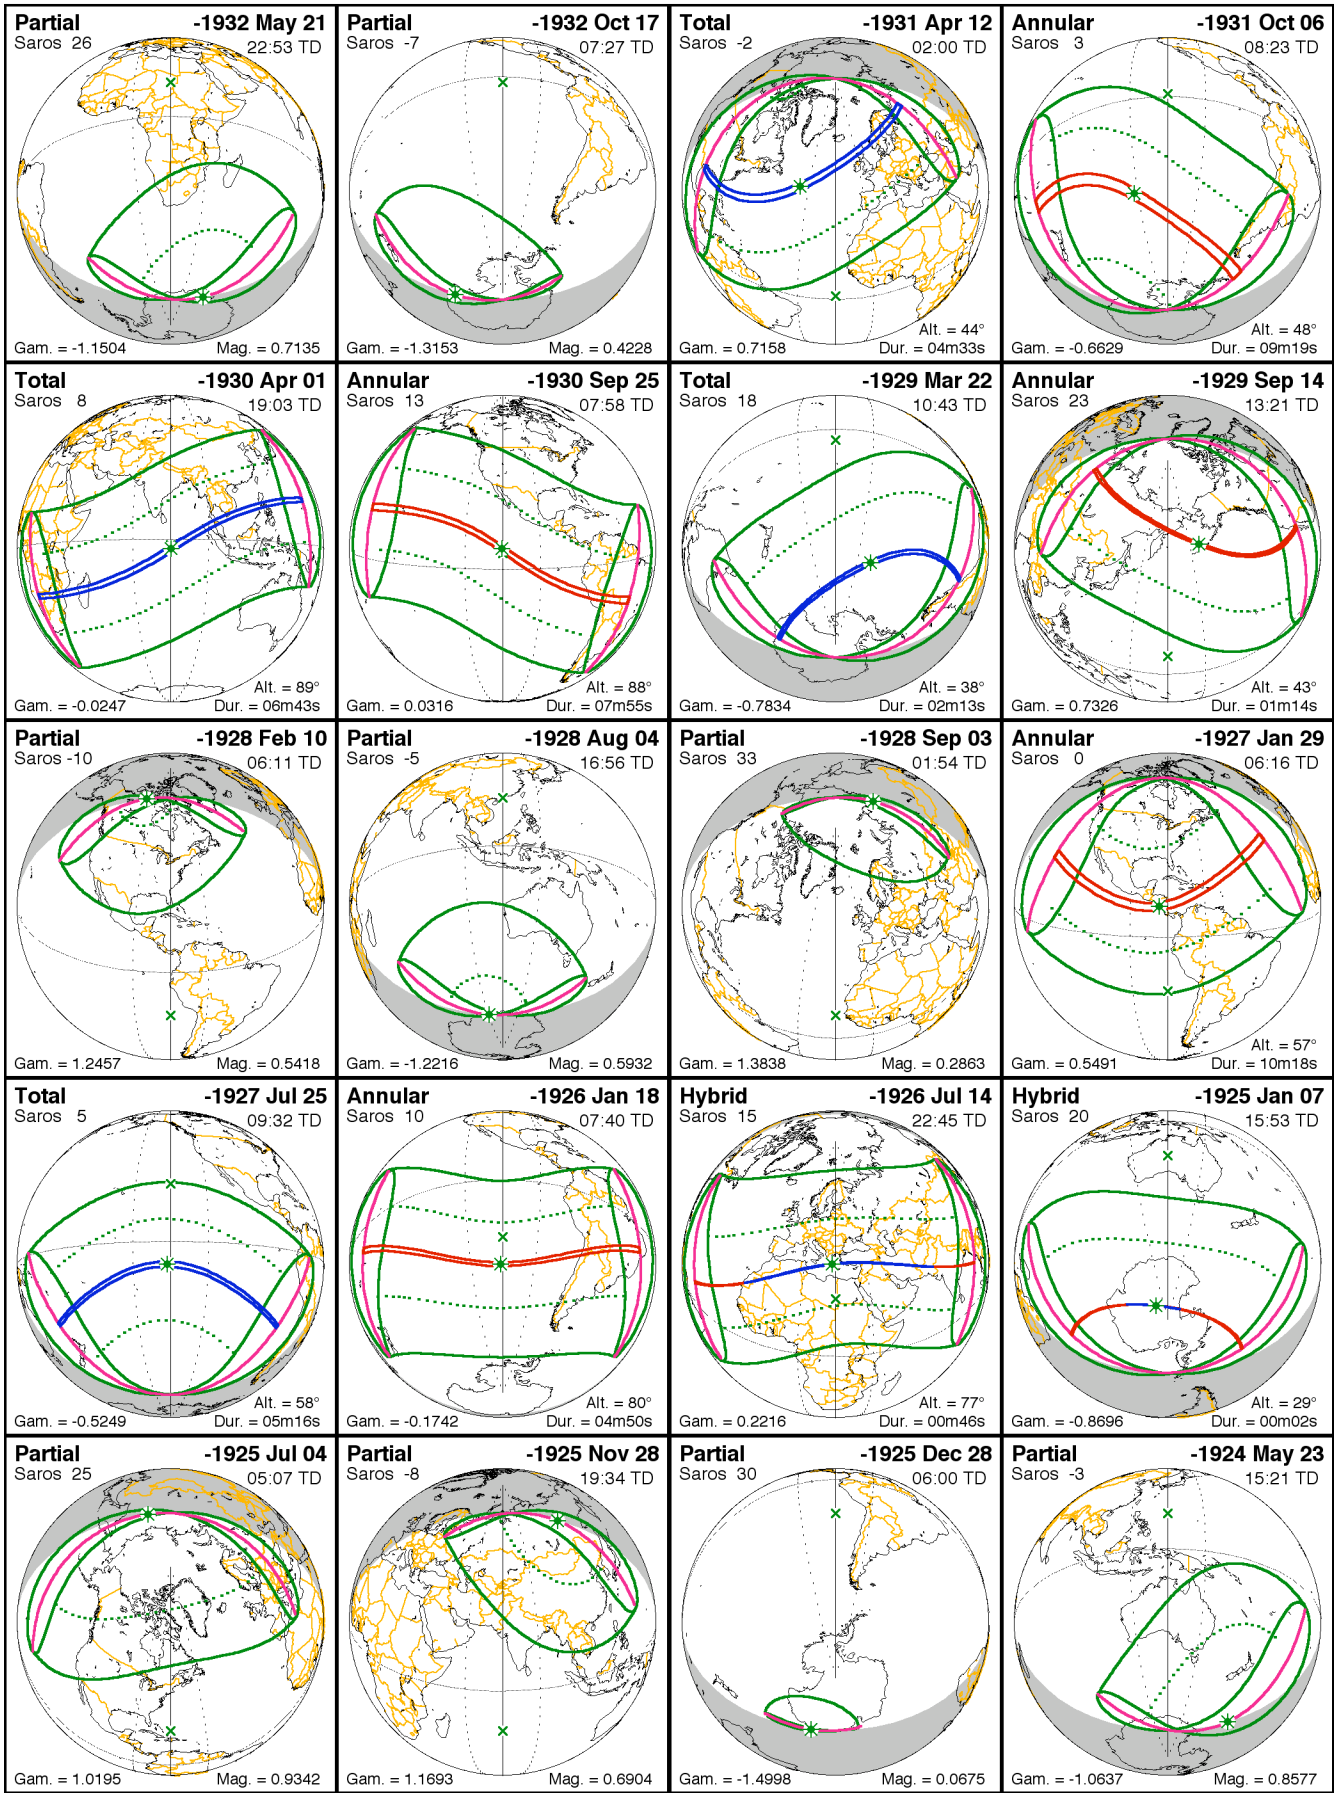 Partial -1932 May 21
Saros 26 22:53 TD
Gam. = -1.1504 Mag. = 0.7135
Partial -1932 Oct 17
Saros -7 07:27 TD
Gam. = -1.3153 Mag. = 0.4228
Total -1931 Apr 12
Saros -2 02:00 TD
Alt. = 44°
Gam. = 0.7158 Dur. = 04m33s
Annular -1931 Oct 06
Saros 3 08:23 TD
Alt. = 48°
Gam. = -0.6629 Dur. = 09m19s
Total -1930 Apr 01
Saros 8 19:03 TD
Alt. = 89°
Gam. = -0.0247 Dur. = 06m43s
Annular -1930 Sep 25
Saros 13 07:58 TD
Alt. = 88°
Gam. = 0.0316 Dur. = 07m55s
Total -1929 Mar 22
Saros 18 10:43 TD
Alt. = 38°
Gam. = -0.7834 Dur. = 02m13s
Annular -1929 Sep 14
Saros 23 13:21 TD
Alt. = 43°
Gam. = 0.7326 Dur. = 01m14s
Partial -1928 Feb 10
Saros -10 06:11 TD
Gam. = 1.2457 Mag. = 0.5418
Partial -1928 Aug 04
Saros -5 16:56 TD
Gam. = -1.2216 Mag. = 0.5932
Partial -1928 Sep 03
Saros 33 01:54 TD
Gam. = 1.3838 Mag. = 0.2863
Annular -1927 Jan 29
Saros 0 06:16 TD
Alt. = 57°
Gam. = 0.5491 Dur. = 10m18s
Total -1927 Jul 25
Saros 5 09:32 TD
Alt. = 58°
Gam. = -0.5249 Dur. = 05m16s
Annular -1926 Jan 18
Saros 10 07:40 TD
Alt. = 80°
Gam. = -0.1742 Dur. = 04m50s
Hybrid -1926 Jul 14
Saros 15 22:45 TD
Alt. = 77°
Gam. = 0.2216 Dur. = 00m46s
Hybrid -1925 Jan 07
Saros 20 15:53 TD
Alt. = 29°
Gam. = -0.8696 Dur. = 00m02s
Partial -1925 Jul 04
Saros 25 05:07 TD
Gam. = 1.0195 Mag. = 0.9342
Partial -1925 Nov 28
Saros -8 19:34 TD
Gam. = 1.1693 Mag. = 0.6904
Partial -1925 Dec 28
Saros 30 06:00 TD
Gam. = -1.4998 Mag. = 0.0675
Partial -1924 May 23
Saros -3 15:21 TD
Gam. = -1.0637 Mag. = 0.8577